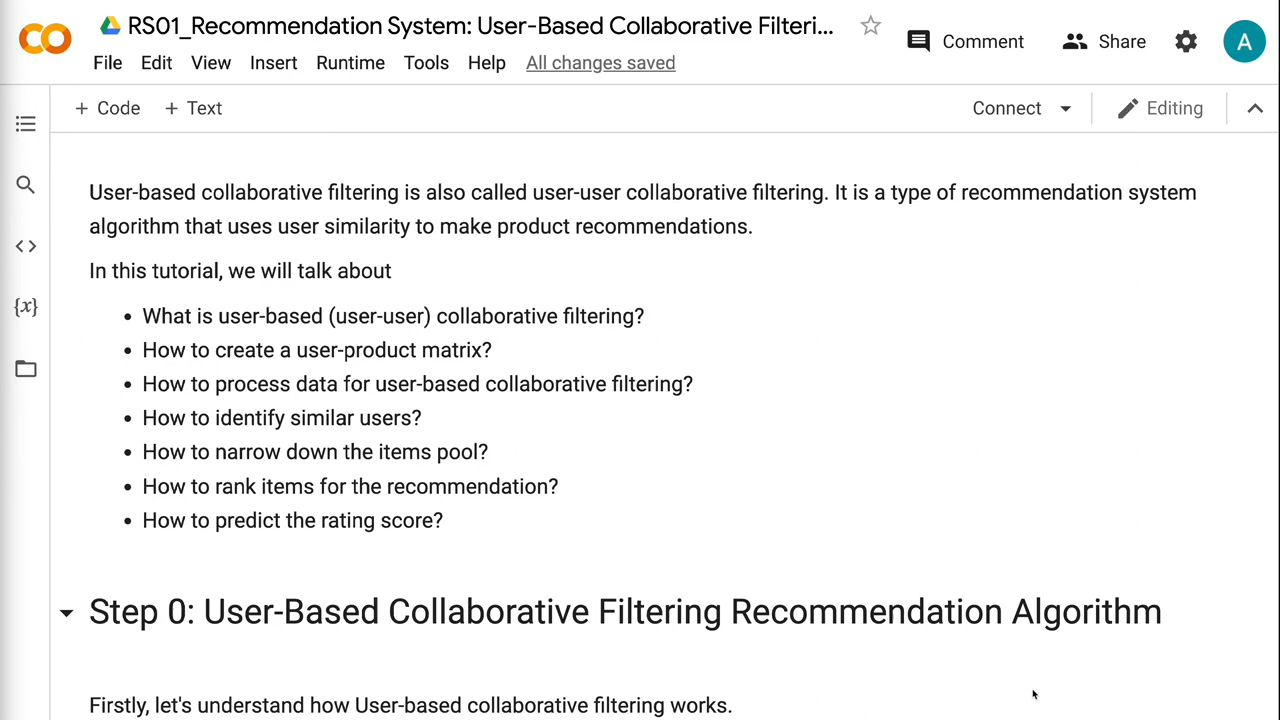 RS01_Recommendation System: User-Based Collaborative Filteri...
Comment
Share
A
File Edit View Insert Runtime Tools Help All changes saved
+ Code + Text
Connect
Editing
{x}
User-based collaborative filtering is also called user-user collaborative filtering. It is a type of recommendation system
algorithm that uses user similarity to make product recommendations.
In this tutorial, we will talk about
• What is user-based (user-user) collaborative filtering?
• How to create a user-product matrix?
• How to process data for user-based collaborative filtering?
• How to identify similar users?
• How to narrow down the items pool?
• How to rank items for the recommendation?
• How to predict the rating score?
Step 0: User-Based Collaborative Filtering Recommendation Algorithm
Firstly, let's understand how User-based collaborative filtering works.